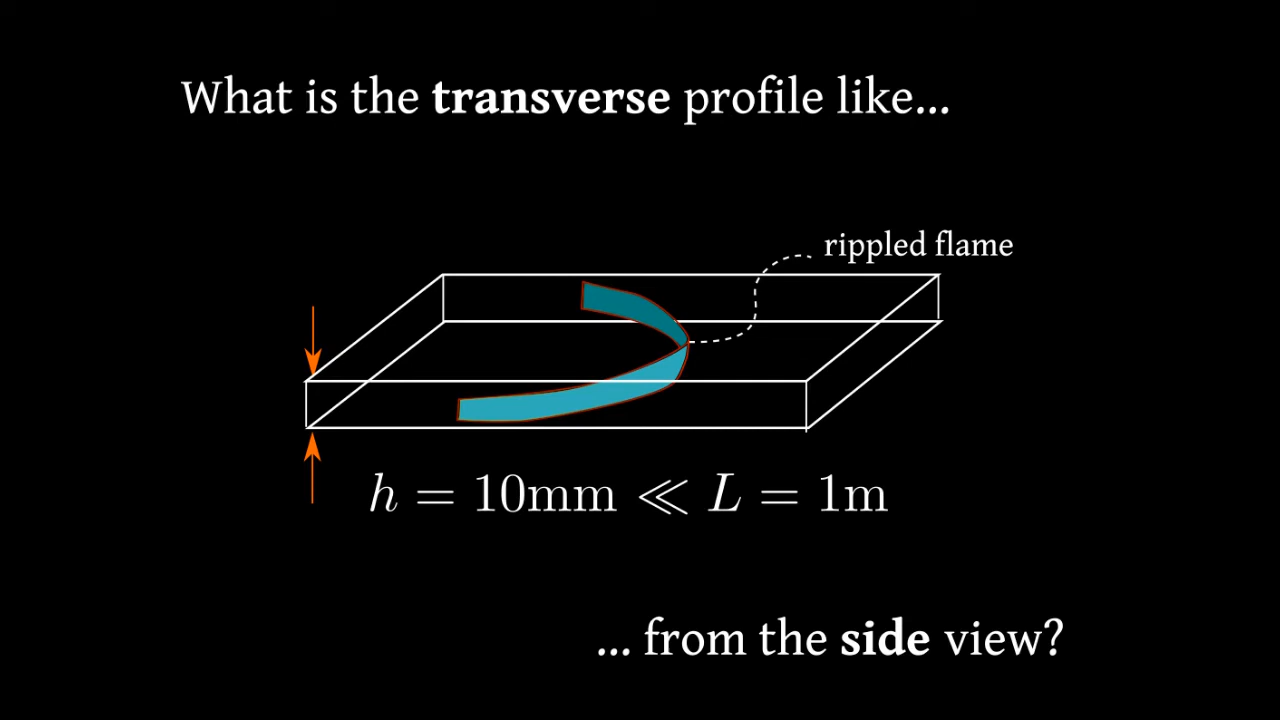 What is the transverse profile like...
rippled flame
h = 10mm ≪ L = 1m
... from the side view?